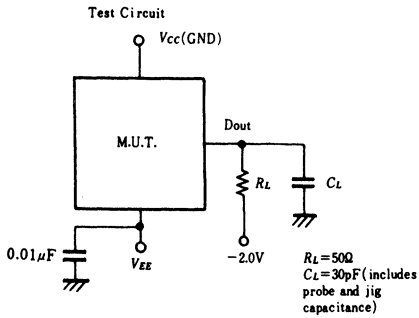 Test Circuit
Vcc(GND)
M.U.T.
Dout
RL
CL
0.01μF
VEE
−2.0V
RL=50Ω
CL=30pF(includes
probe and jig
capacitance)